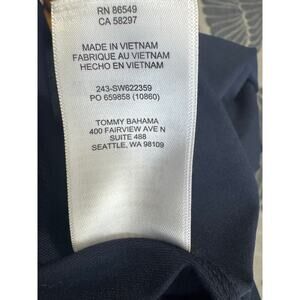 RN 86549
CA 58297
MADE IN VIETNAM
FABRIQUE AU VIETNAM
HECHO EN VIETNAM
243-SW622359
PO 659858 (10860)
TOMMY BAHAMA
400 FAIRVIEW AVE N
SUITE 488
SEATTLE, WA 98109